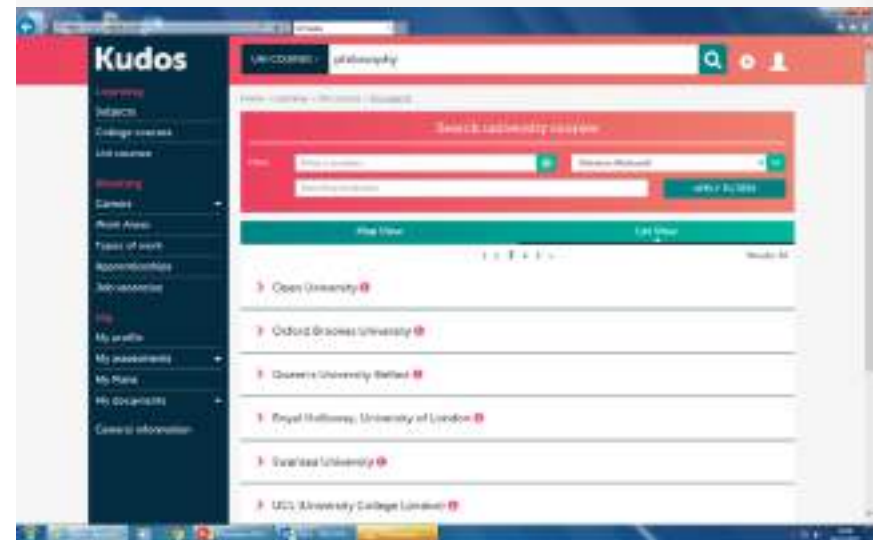 Kudos
UNI COURSES philosophy
Learning
Subjects
College courses
Uni courses
Search university courses
Careers
APPLY FILTERS
Work Areas
Map View
List View
Types of work
Apprenticeships
Job vacancies
Open University
My profile
Oxford Brookes University
My assessments
My Plans
Queen's University Belfast
My documents
Royal Holloway, University of London
General information
Swansea University
UCL (University College London)